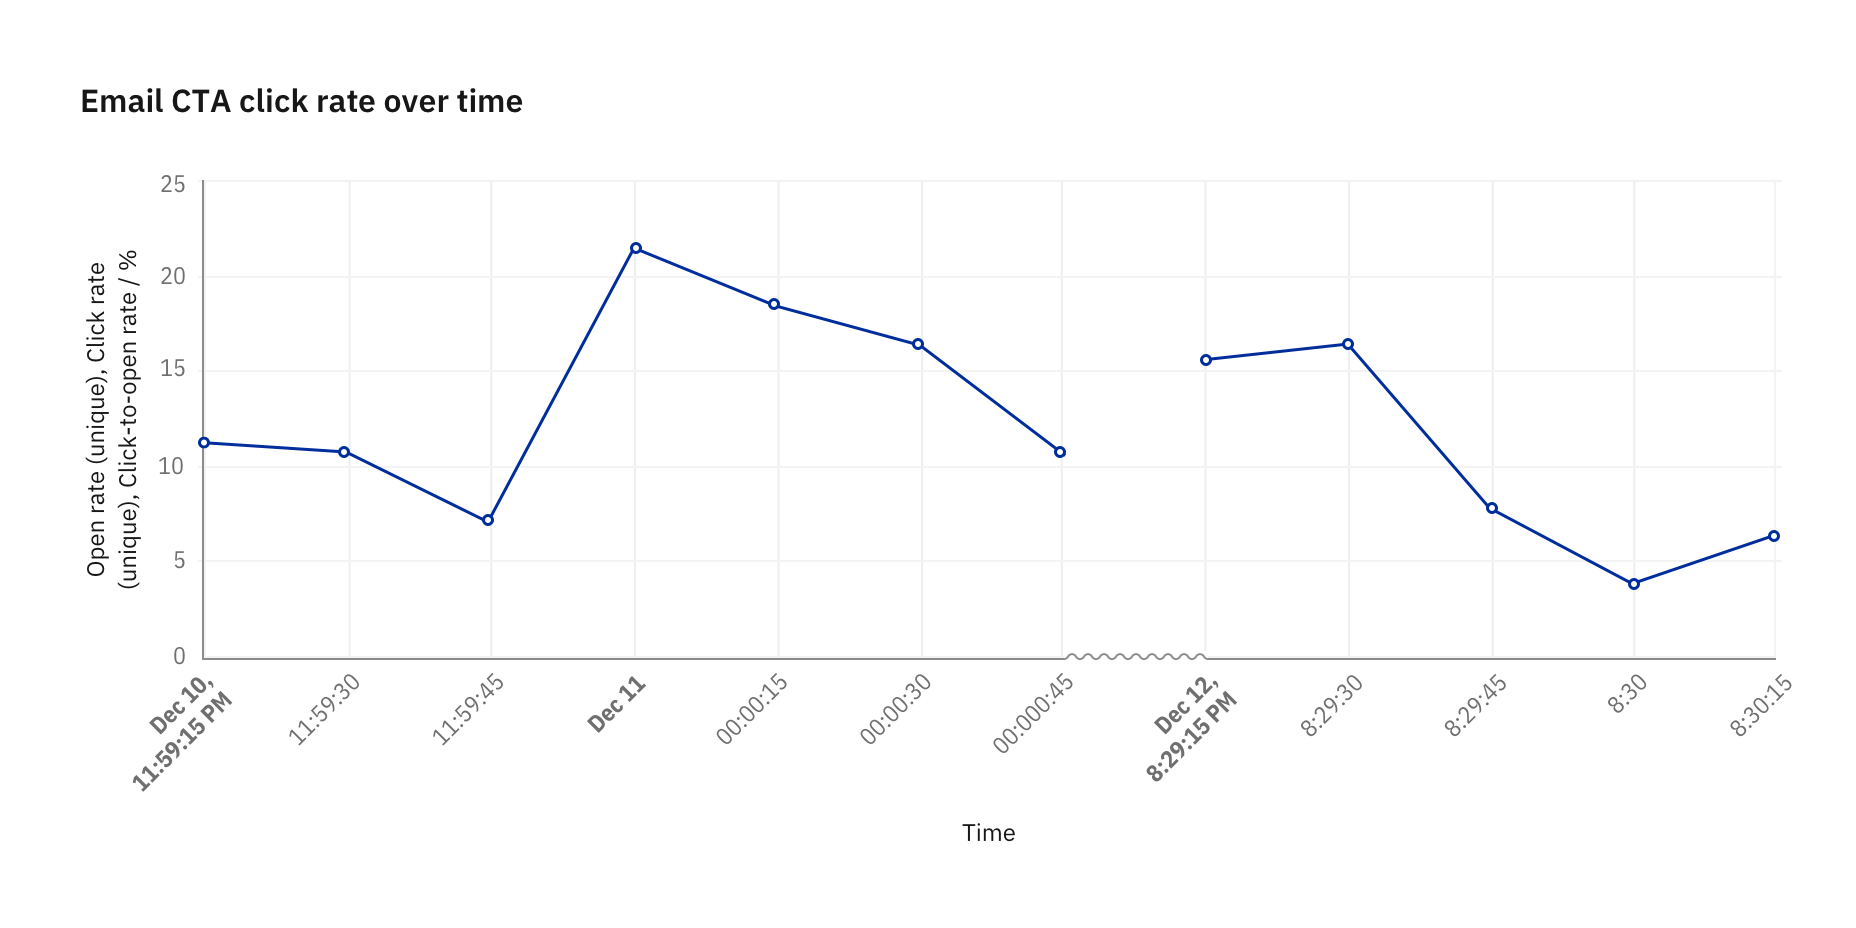 Email CTA click rate over time
Open rate (unique), Click rate
(unique), Click-to-open rate / %
25
20
15
10
5
0
Dec 10,
11:59:15 PM
11:59:30
11:59:45
Dec 11
00:00:15
00:00:30
00:000:45
Dec 12,
8:29:15 PM
8:29:30
8:29:45
8:30
8:30:15
Time